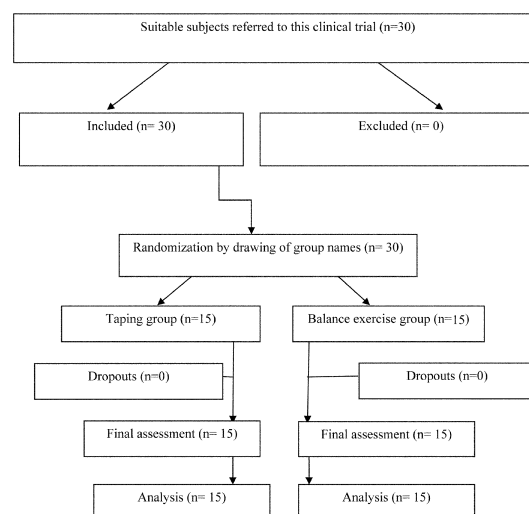 Suitable subjects referred to this clinical trial (n=30)
Included (n= 30)
Excluded (n= 0)
Randomization by drawing of group names (n= 30)
Taping group (n=15)
Balance exercise group (n=15)
Dropouts (n=0)
Dropouts (n=0)
Final assessment (n= 15)
Final assessment (n= 15)
Analysis (n= 15)
Analysis (n= 15)